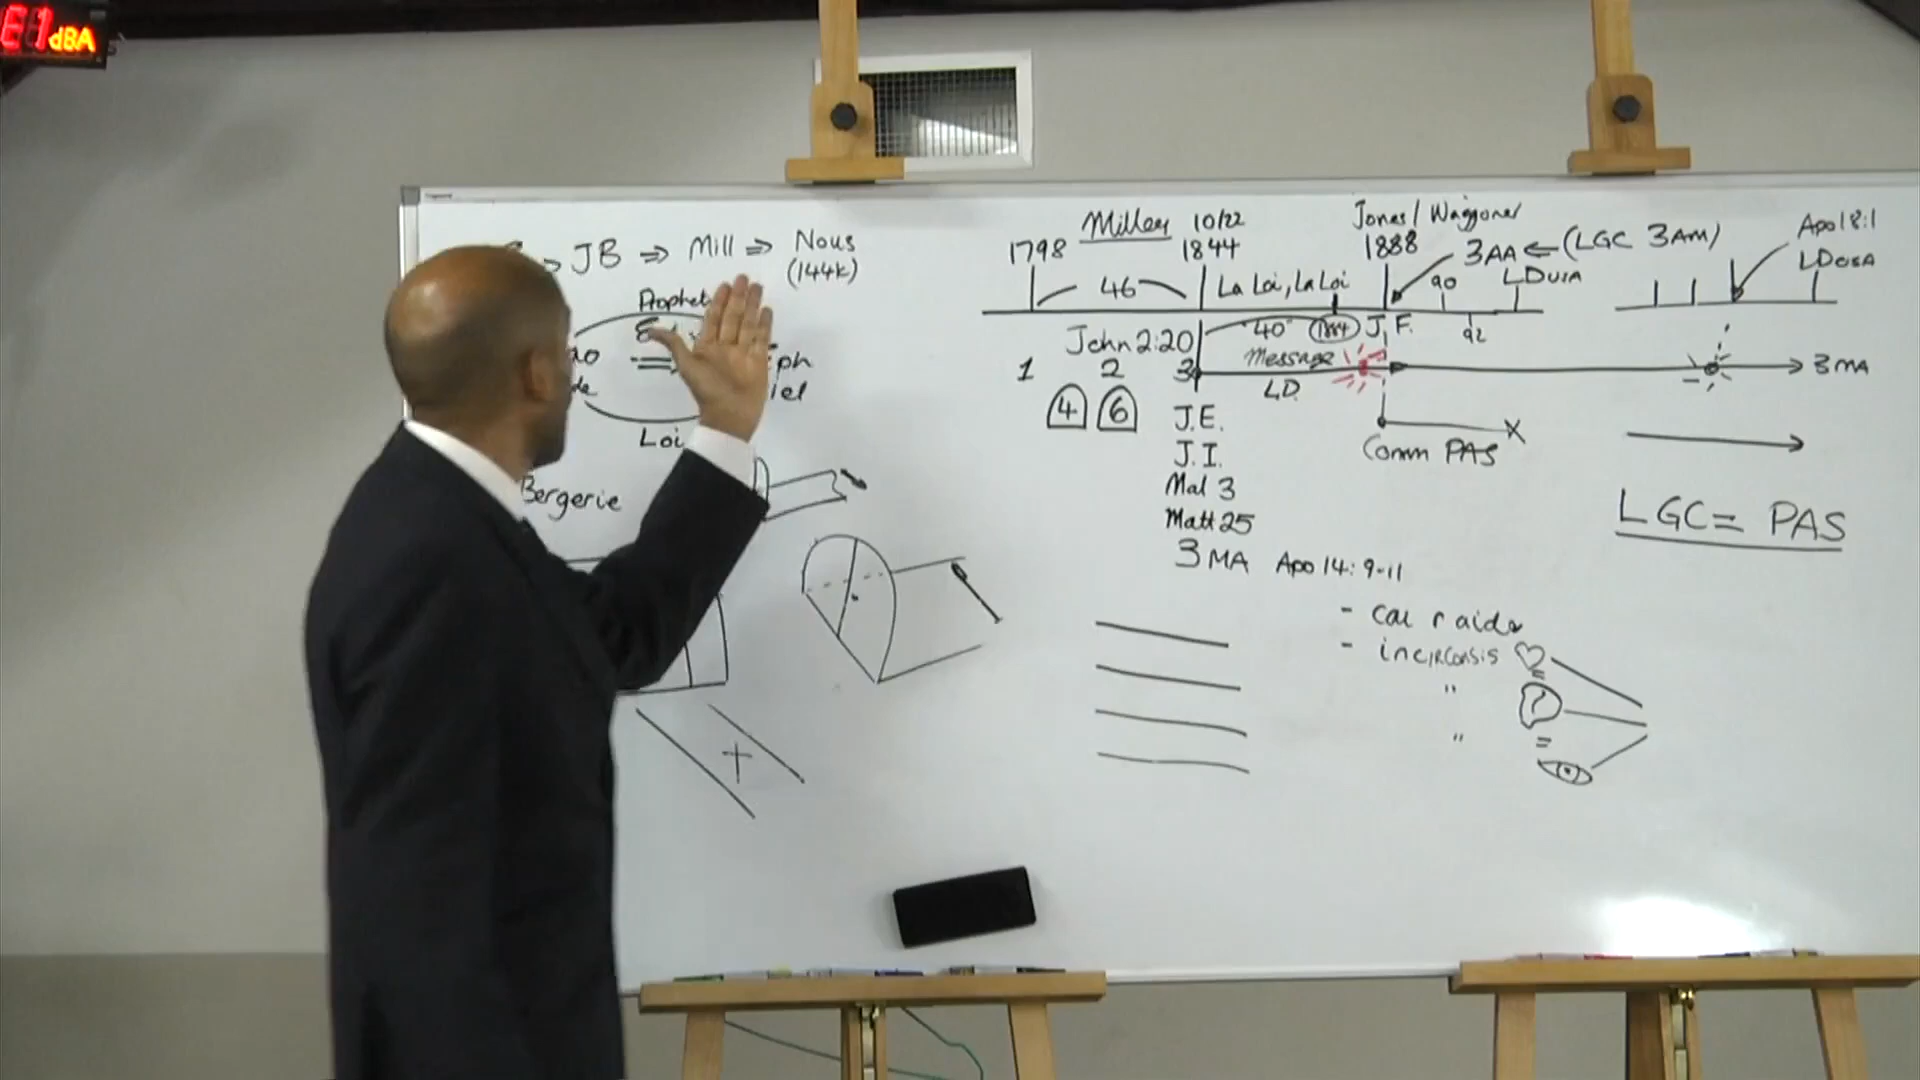 dBA
JB ⇒ Mill ⇒ Nous
(144K)
Prophet
Loi
Bergerie
Miller 10/22 Jones/Waggoner
1798 1844 1888 3AA ⇐ (LGC 3AM) Apo 18:1
46 La Loi, La Loi 90 LDUSA LDUSA
John 2:20 40 1884 J.F. 92
1 2 3 Message 3MA
LD
4 6 J.E.
Comm PAS
J.I.
Mal 3
Matt 25
LGC = PAS
3MA Apo 14:9-11
- cou raide
- incirconsis
"
"